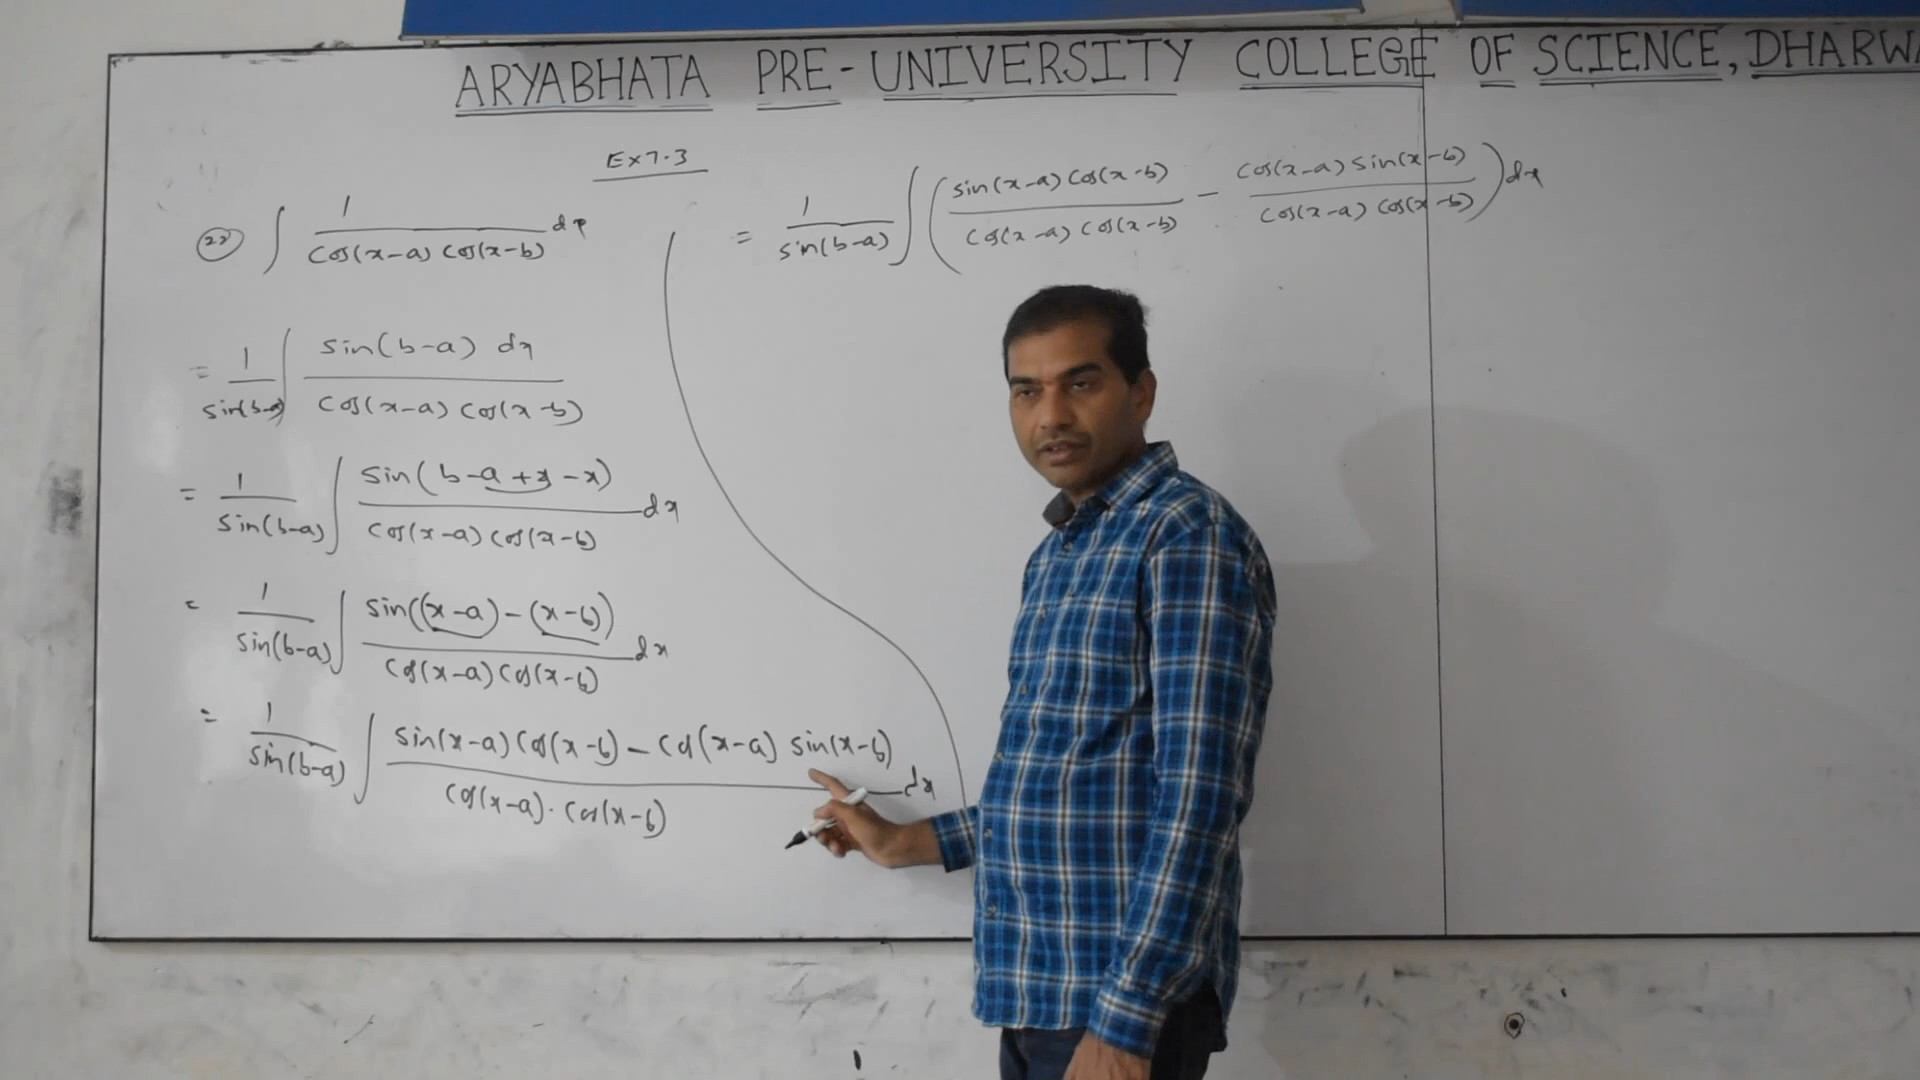 ARYABHATA PRE-UNIVERSITY COLLEGE OF SCIENCE, DHARWA
Ex 7.3
22) ∫ 1 / cos(x-a) cos(x-b) dx
= 1/sin(b-a) ∫ sin(b-a) dx / cos(x-a) cos(x-b)
= 1/sin(b-a) ∫ sin(b-a+x-x) / cos(x-a) cos(x-b) dx
= 1/sin(b-a) ∫ sin((x-a)-(x-b)) / cos(x-a) cos(x-b) dx
= 1/sin(b-a) ∫ sin(x-a) cos(x-b) - cos(x-a) sin(x-b) / cos(x-a) · cos(x-b) dx
= 1/sin(b-a) ∫ ( sin(x-a) cos(x-b) / cos(x-a) cos(x-b) - cos(x-a) sin(x-b) / cos(x-a) cos(x-b) ) dx